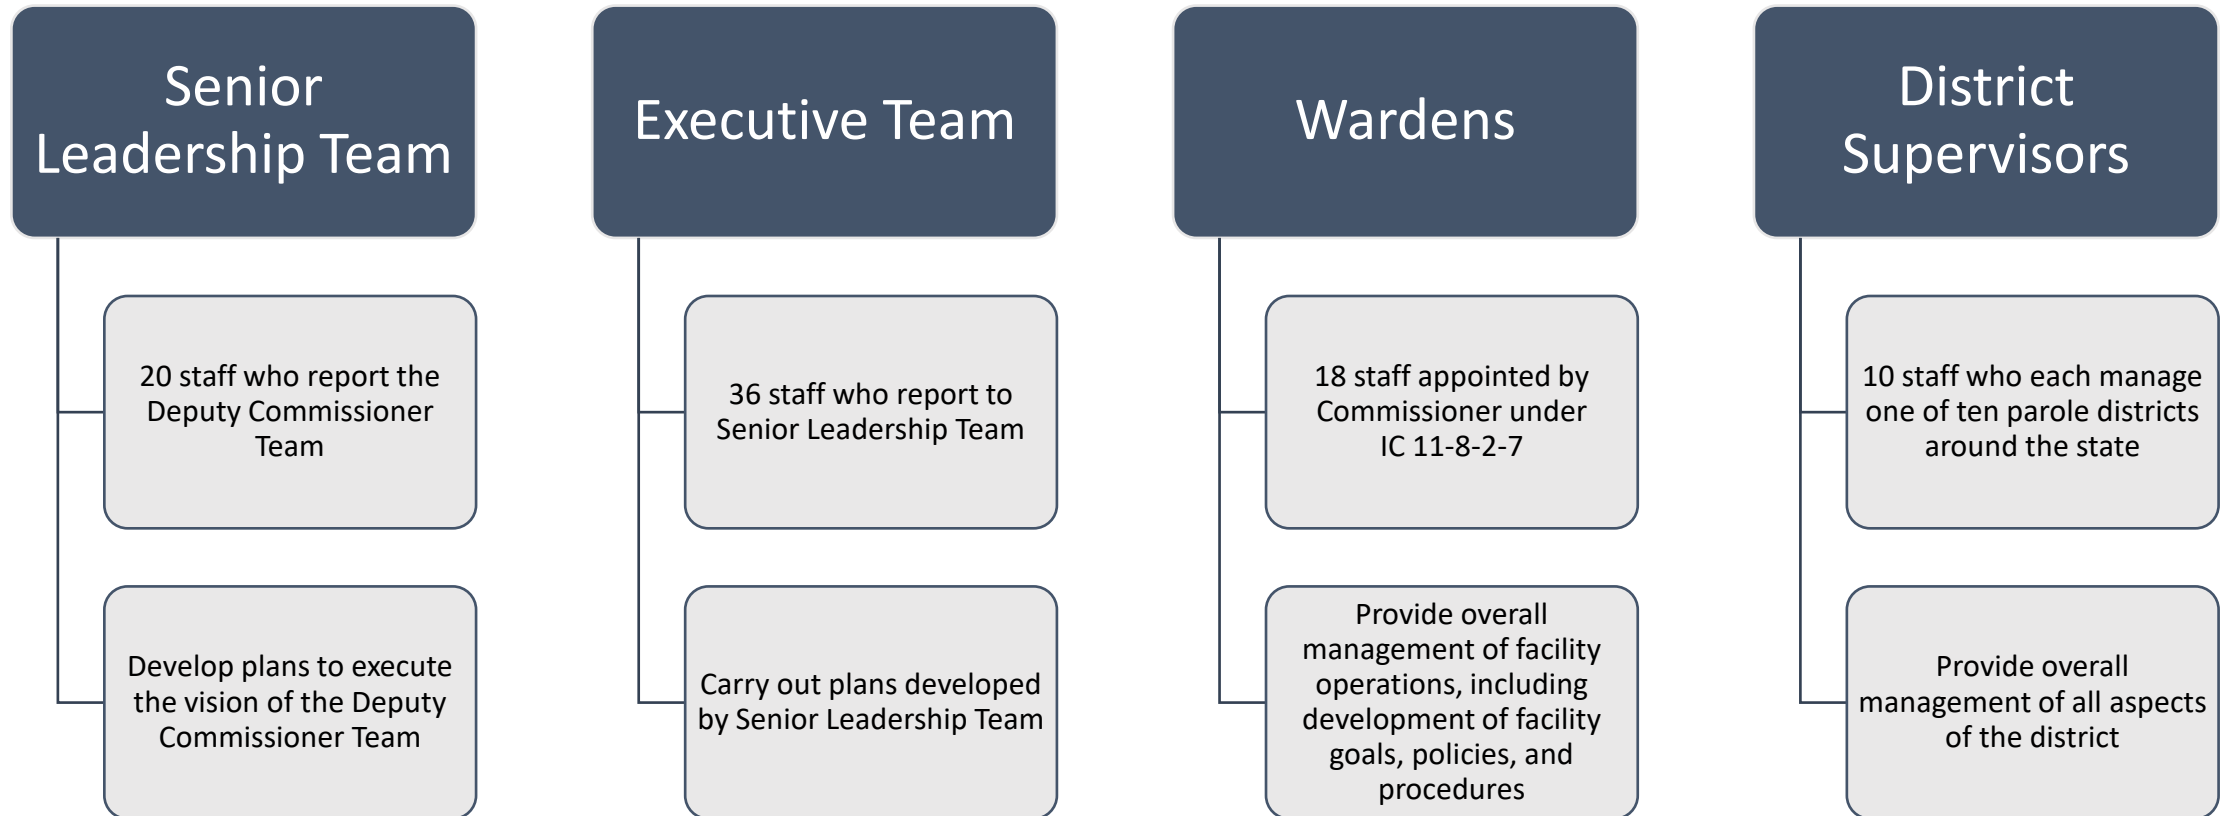 Senior
Leadership Team
20 staff who report the
Deputy Commissioner
Team
Develop plans to execute
the vision of the Deputy
Commissioner Team
Executive Team
36 staff who report to
Senior Leadership Team
Carry out plans developed
by Senior Leadership Team
Wardens
18 staff appointed by
Commissioner under
IC 11-8-2-7
Provide overall
management of facility
operations, including
development of facility
goals, policies, and
procedures
District
Supervisors
10 staff who each manage
one of ten parole districts
around the state
Provide overall
management of all aspects
of the district